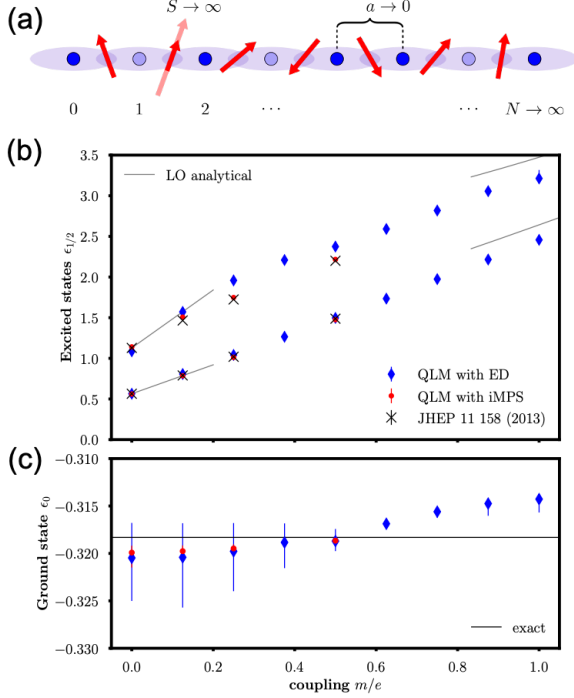 (a)
S → ∞
a → 0
0 1 2 ⋯ ⋯ N → ∞
(b)
3.5
3.0
2.5
2.0
1.5
1.0
0.5
0.0
Excited states ϵ1/2
LO analytical
QLM with ED
QLM with iMPS
JHEP 11 158 (2013)
(c)
−0.310
−0.315
−0.320
−0.325
−0.330
Ground state ϵ0
exact
0.0 0.2 0.4 0.6 0.8 1.0
coupling m/e